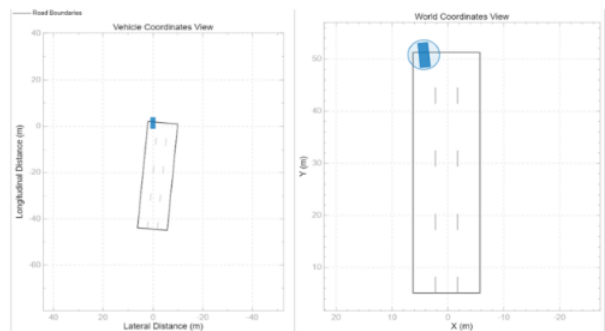 Road Boundaries
Vehicle Coordinates View
40
20
0
-20
-40
-60
40
20
0
-20
Longitudinal Distance (m)
Lateral Distance (m)
World Coordinates View
50
40
30
20
10
20
10
0
-10
-20
Y (m)
X (m)